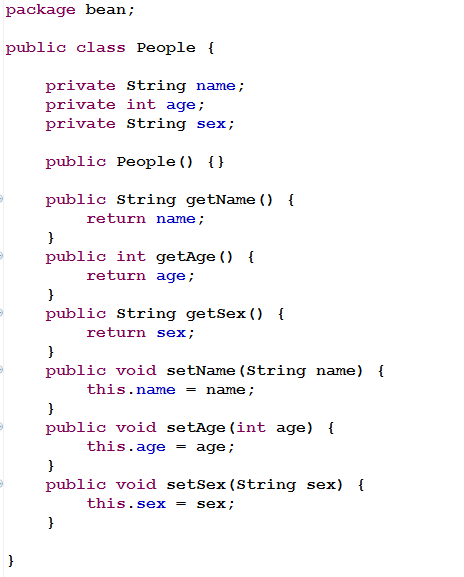 package bean;
public class People {
private String name;
private int age;
private String sex;
public People() {}
public String getName() {
return name;
}
public int getAge() {
return age;
}
public String getSex() {
return sex;
}
public void setName(String name) {
this.name = name;
}
public void setAge(int age) {
this.age = age;
}
public void setSex(String sex) {
this.sex = sex;
}
}